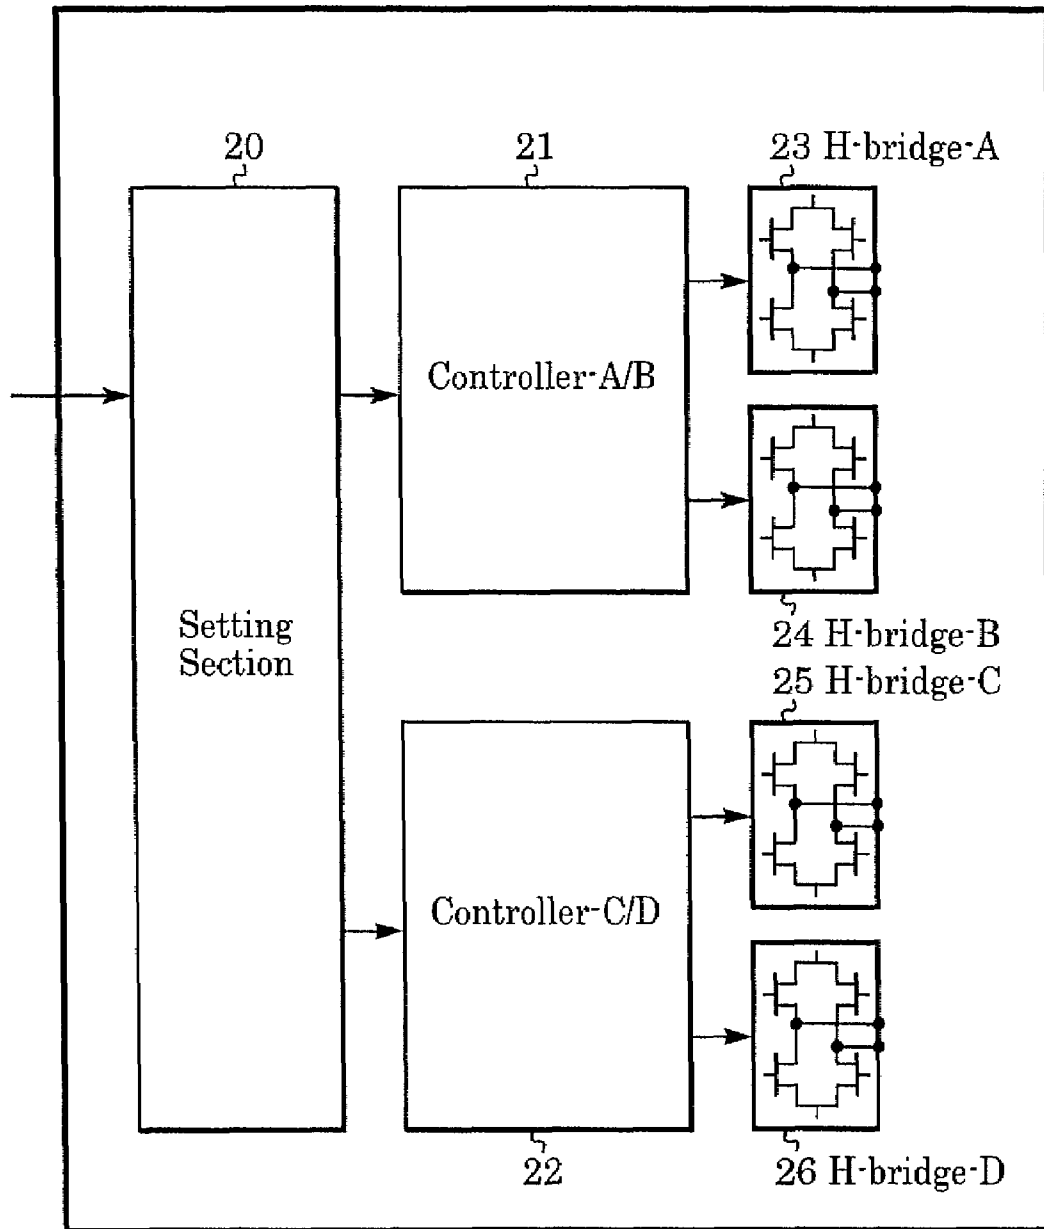 20
21
23 H-bridge-A
Controller-A/B
Setting
Section
24 H-bridge-B
25 H-bridge-C
Controller-C/D
22
26 H-bridge-D